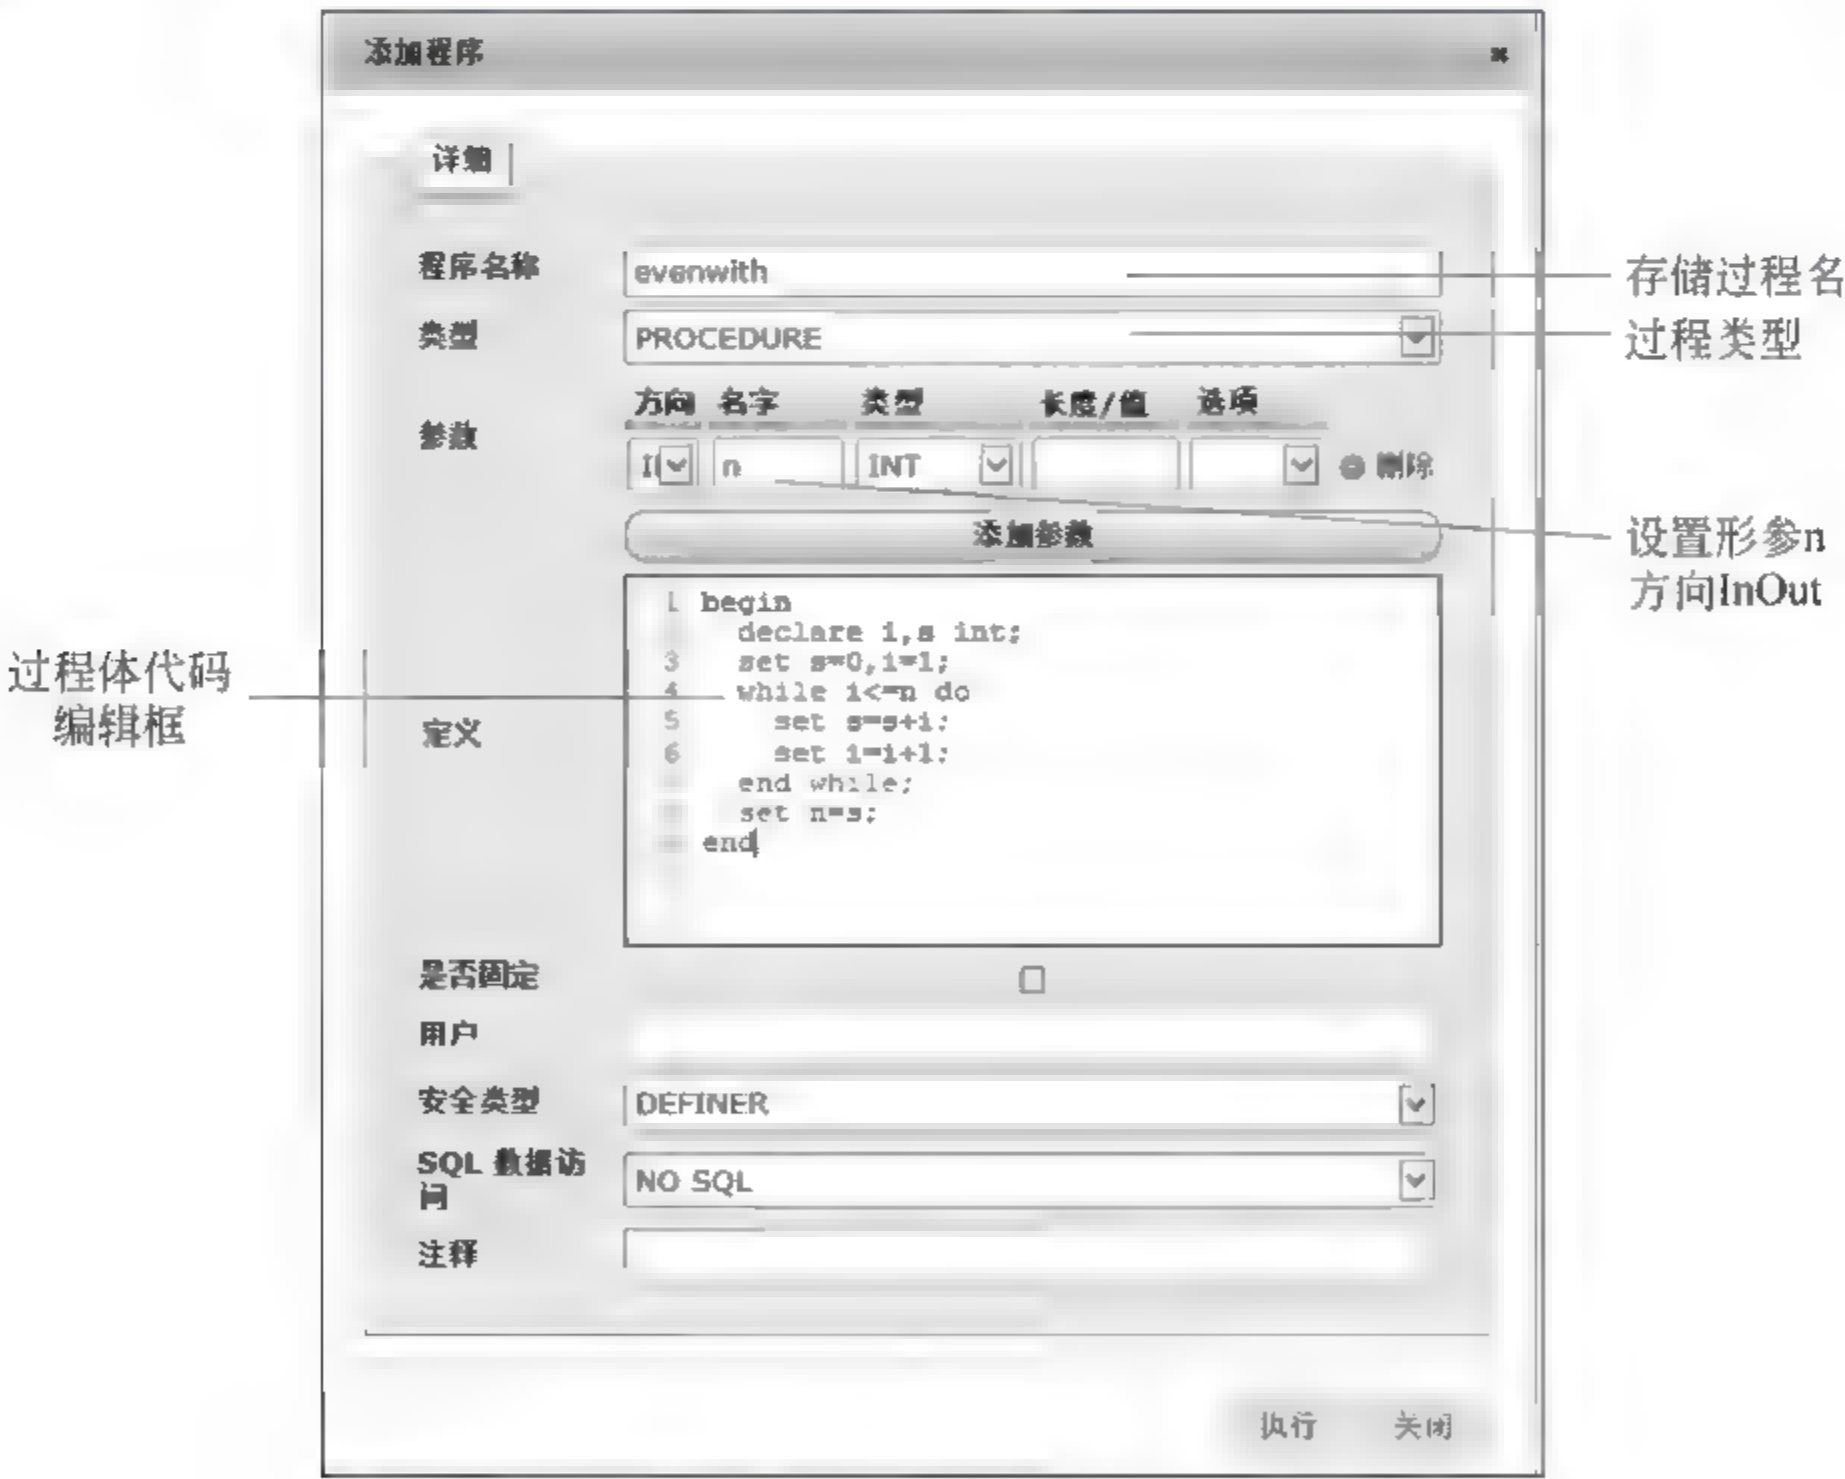 添加程序
详细
程序名称
evenwith
存储过程名
类型
PROCEDURE
过程类型
参数
方向 名字 类型 长度/值 选项
n INT 删除
添加参数
设置形参n
方向InOut
过程体代码
编辑框
定义
1 begin
declare i,s int;
3 set s=0,i=1;
4 while i<=n do
5 set s=s+i;
6 set i=i+1;
end while;
set n=s;
end
是否固定
用户
安全类型
DEFINER
SQL 数据访
问
NO SQL
注释
执行 关闭